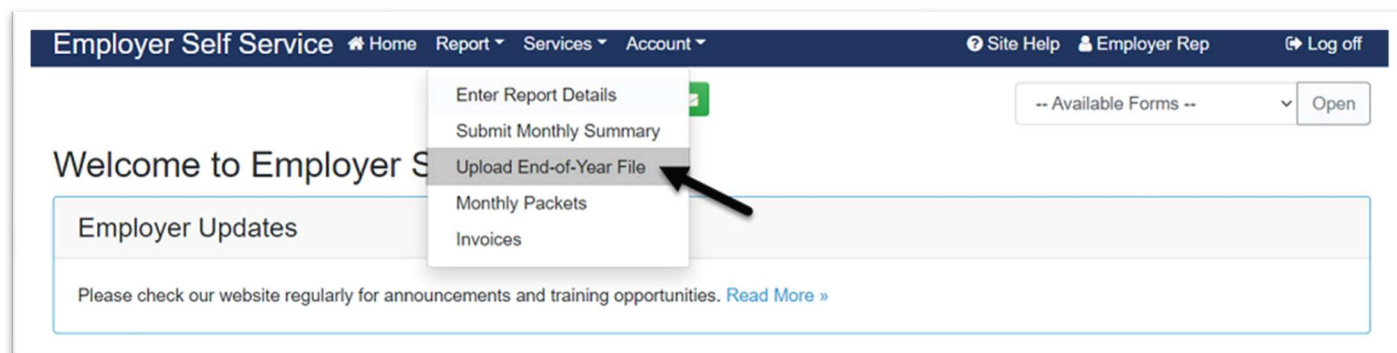 Employer Self Service Home Report Services Account Site Help Employer Rep Log off
Enter Report Details
-- Available Forms -- Open
Submit Monthly Summary
Welcome to Employer S
Upload End-of-Year File
Monthly Packets
Employer Updates
Invoices
Please check our website regularly for announcements and training opportunities. Read More »